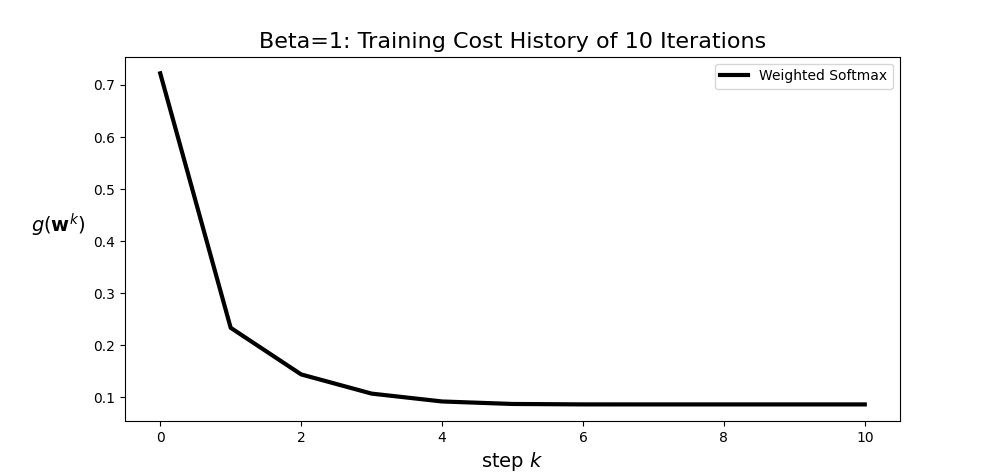 Beta=1: Training Cost History of 10 Iterations
Weighted Softmax
0.7
0.6
0.5
0.4
0.3
0.2
0.1
g(w^k)
0 2 4 6 8 10
step k